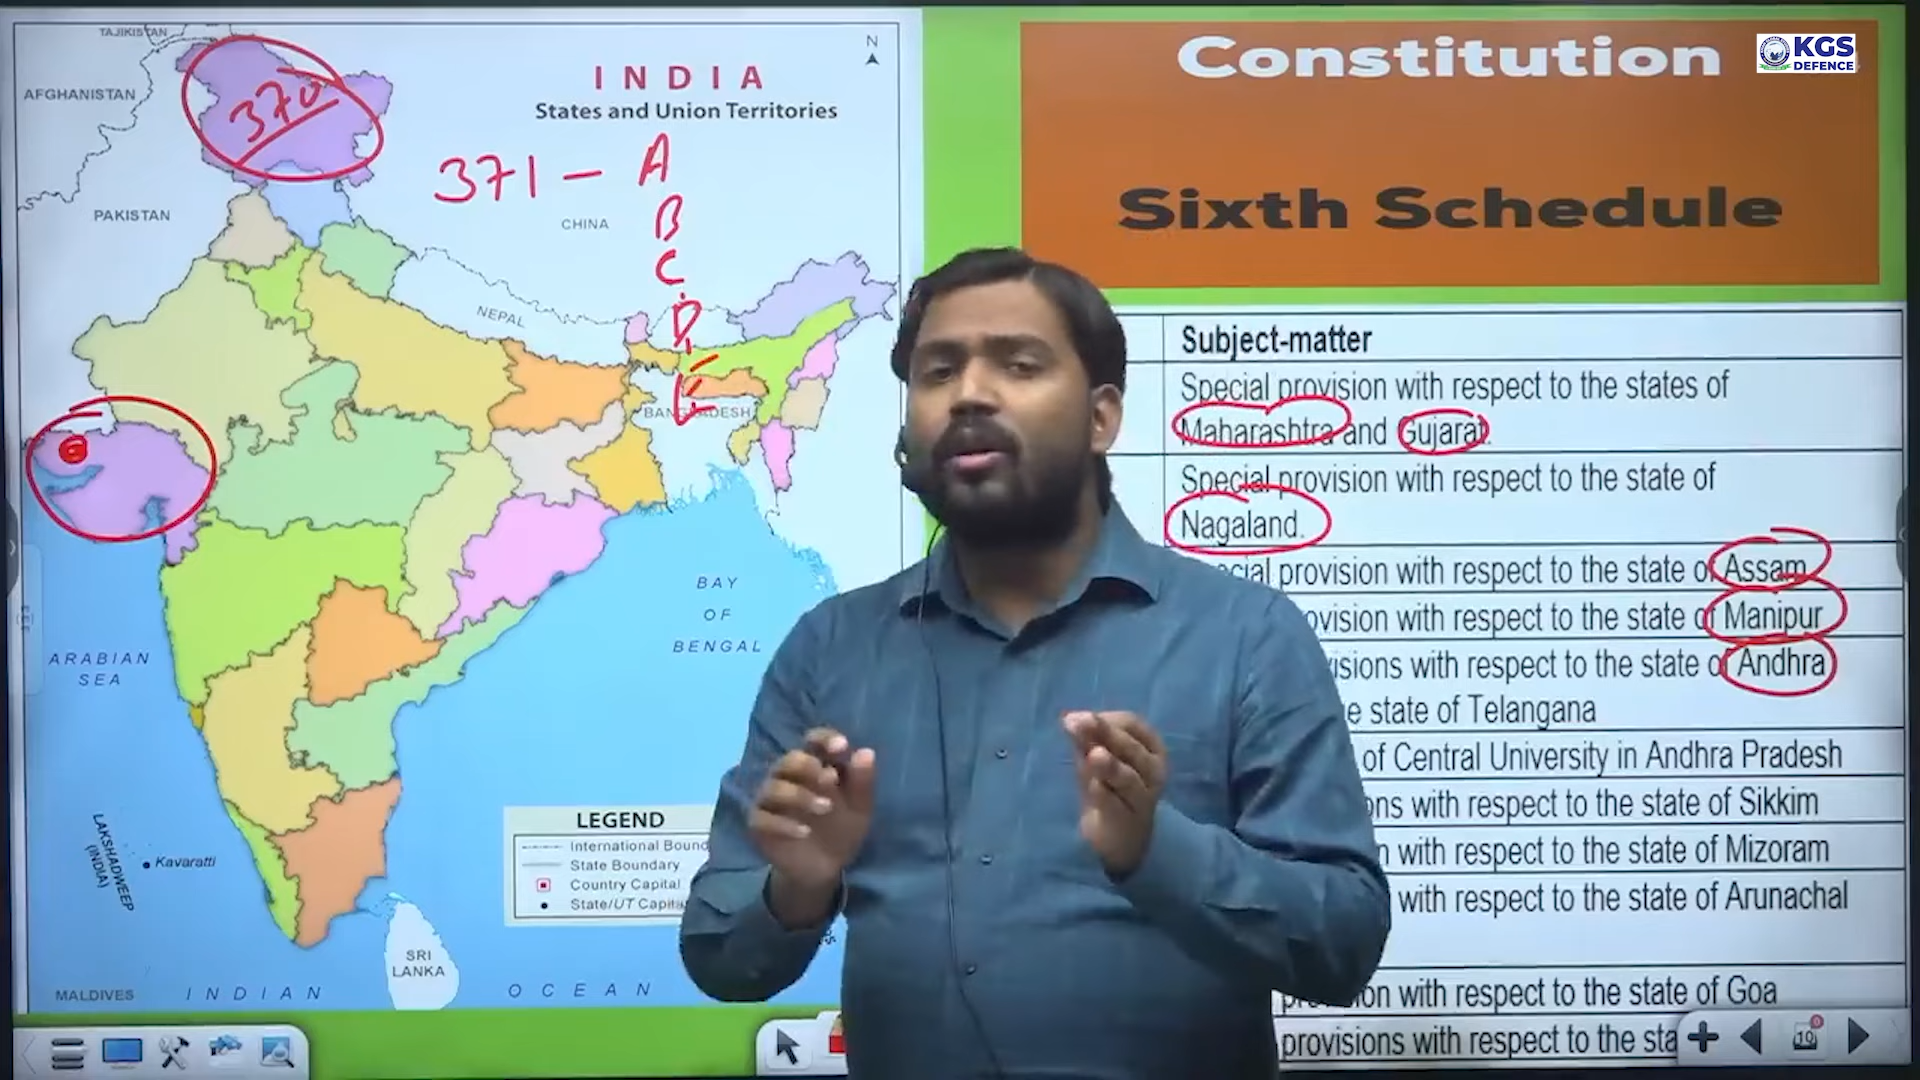 TAJIKISTAN
AFGHANISTAN
370
N
INDIA
States and Union Territories
371 - A
B
C
D
E
PAKISTAN
CHINA
NEPAL
BANGLADESH
BAY
OF
BENGAL
ARABIAN
SEA
LAKSHADWEEP
(INDIA)
Kavaratti
LEGEND
International Bound
State Boundary
Country Capital
State/UT Capita
SRI
LANKA
MALDIVES
INDIAN
OCEAN
Constitution
KGS
DEFENCE
Sixth Schedule
Subject-matter
Special provision with respect to the states of
Maharashtra and Gujarat.
Special provision with respect to the state of
Nagaland.
cial provision with respect to the state of Assam
ovision with respect to the state of Manipur
isions with respect to the state of Andhra
e state of Telangana
of Central University in Andhra Pradesh
ons with respect to the state of Sikkim
n with respect to the state of Mizoram
with respect to the state of Arunachal
provision with respect to the state of Goa
provisions with respect to the sta
10